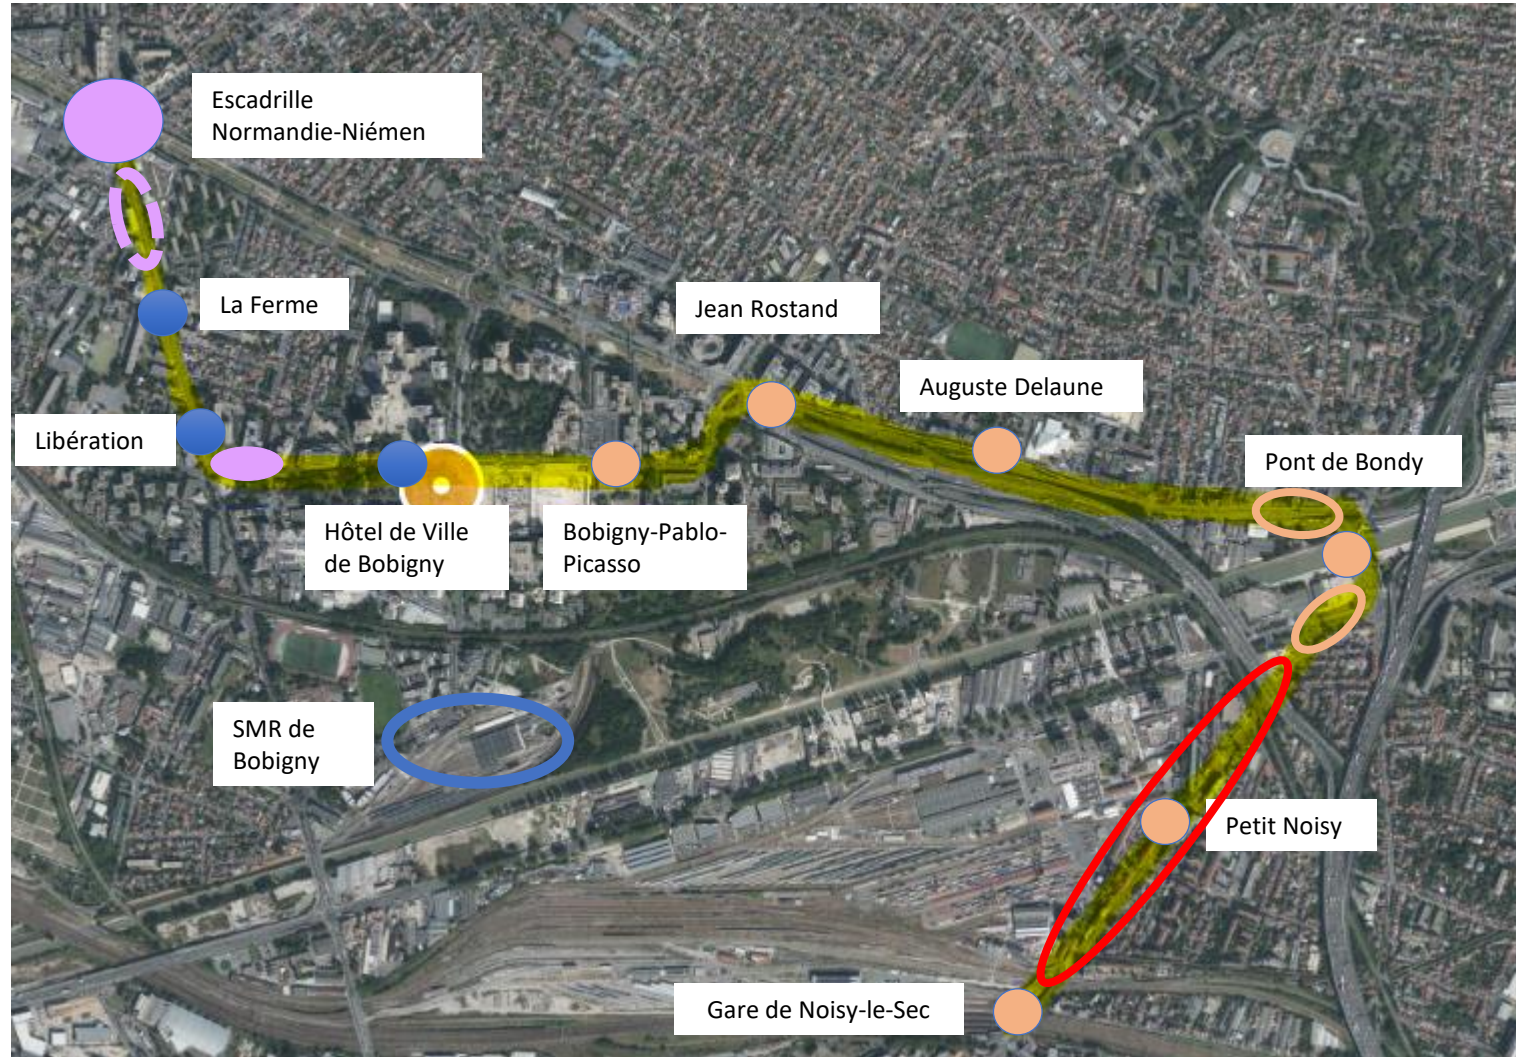 Escadrille
Normandie-Niémen
La Ferme
Jean Rostand
Auguste Delaune
Libération
Pont de Bondy
Hôtel de Ville
de Bobigny
Bobigny-Pablo-
Picasso
SMR de
Bobigny
Petit Noisy
Gare de Noisy-le-Sec